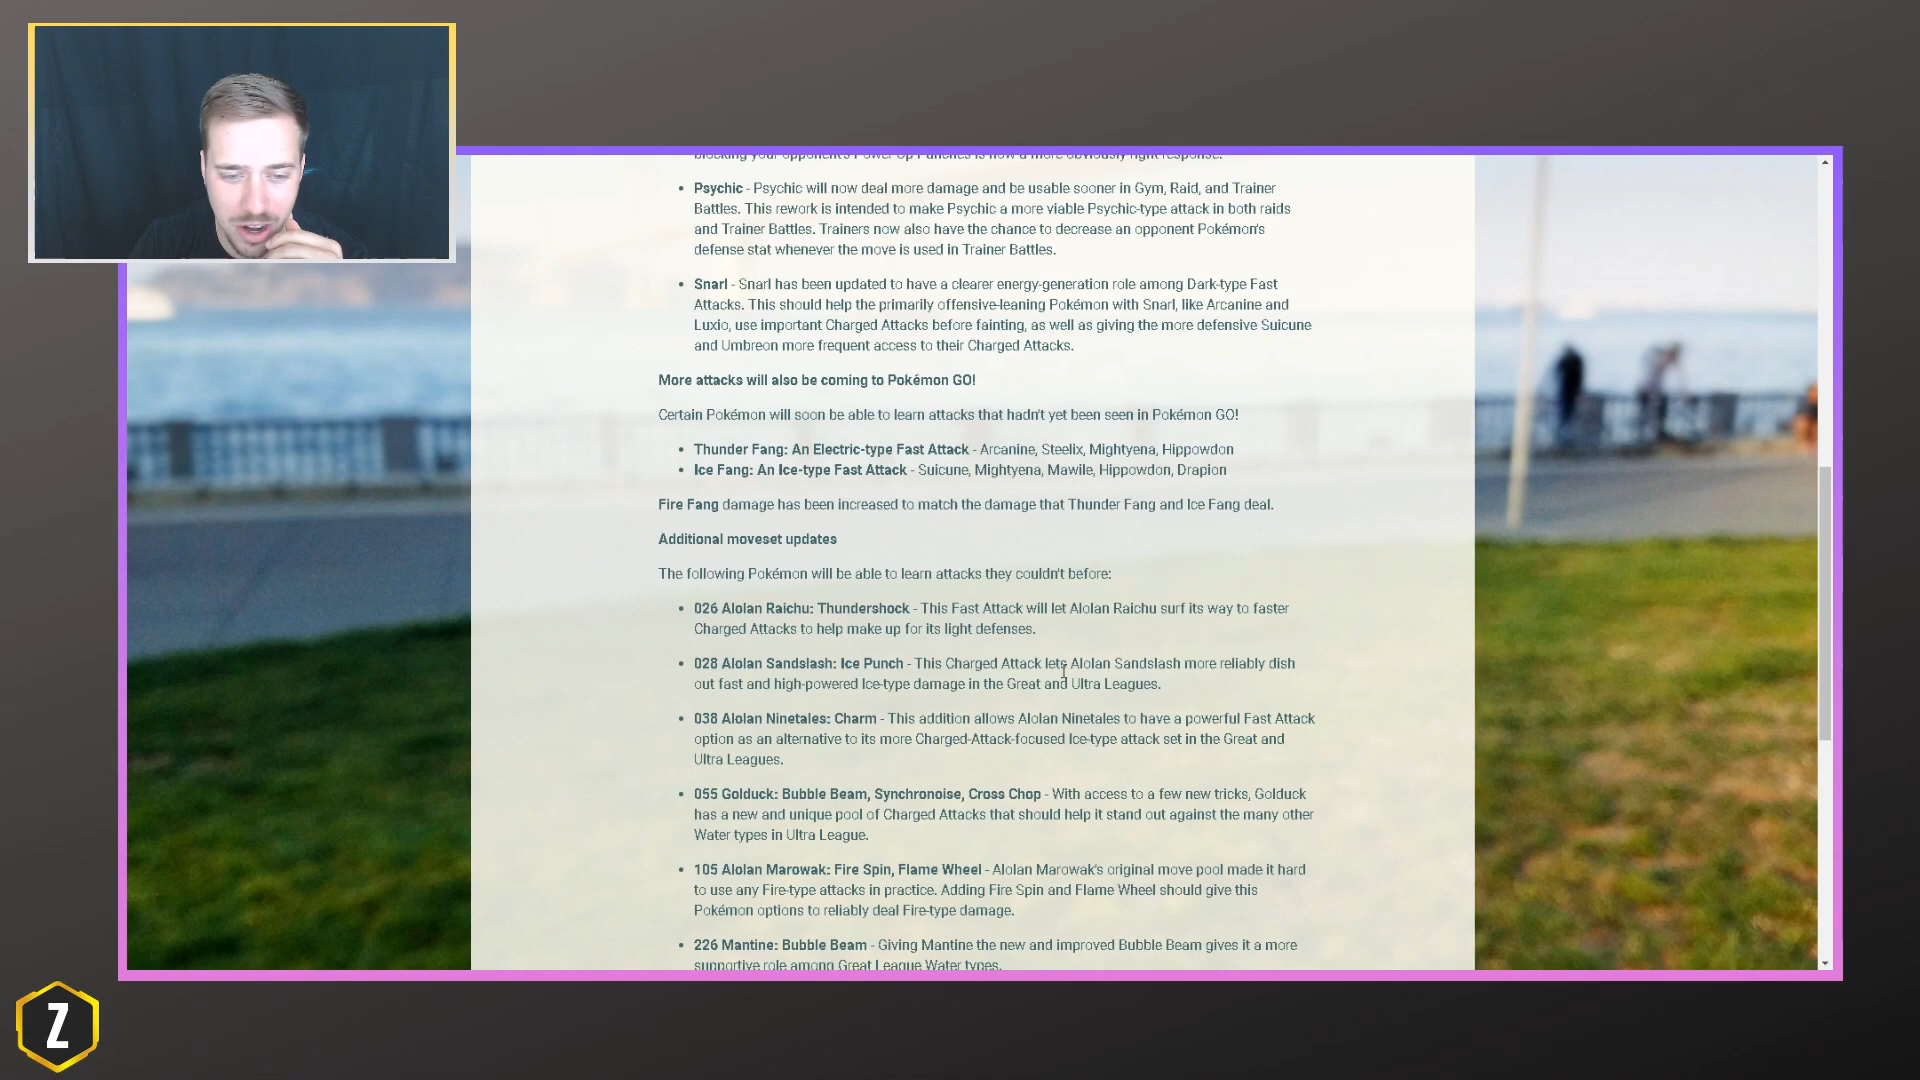 blocking your opponent's Power Up Punches is now a more obviously right response.
• Psychic - Psychic will now deal more damage and be usable sooner in Gym, Raid, and Trainer
Battles. This rework is intended to make Psychic a more viable Psychic-type attack in both raids
and Trainer Battles. Trainers now also have the chance to decrease an opponent Pokémon's
defense stat whenever the move is used in Trainer Battles.
• Snarl - Snarl has been updated to have a clearer energy-generation role among Dark-type Fast
Attacks. This should help the primarily offensive-leaning Pokémon with Snarl, like Arcanine and
Luxio, use important Charged Attacks before fainting, as well as giving the more defensive Suicune
and Umbreon more frequent access to their Charged Attacks.
More attacks will also be coming to Pokémon GO!
Certain Pokémon will soon be able to learn attacks that hadn't yet been seen in Pokémon GO!
• Thunder Fang: An Electric-type Fast Attack - Arcanine, Steelix, Mightyena, Hippowdon
• Ice Fang: An Ice-type Fast Attack - Suicune, Mightyena, Mawile, Hippowdon, Drapion
Fire Fang damage has been increased to match the damage that Thunder Fang and Ice Fang deal.
Additional moveset updates
The following Pokémon will be able to learn attacks they couldn't before:
• 026 Alolan Raichu: Thundershock - This Fast Attack will let Alolan Raichu surf its way to faster
Charged Attacks to help make up for its light defenses.
• 028 Alolan Sandslash: Ice Punch - This Charged Attack lets Alolan Sandslash more reliably dish
out fast and high-powered Ice-type damage in the Great and Ultra Leagues.
• 038 Alolan Ninetales: Charm - This addition allows Alolan Ninetales to have a powerful Fast Attack
option as an alternative to its more Charged-Attack-focused Ice-type attack set in the Great and
Ultra Leagues.
• 055 Golduck: Bubble Beam, Synchronoise, Cross Chop - With access to a few new tricks, Golduck
has a new and unique pool of Charged Attacks that should help it stand out against the many other
Water types in Ultra League.
• 105 Alolan Marowak: Fire Spin, Flame Wheel - Alolan Marowak's original move pool made it hard
to use any Fire-type attacks in practice. Adding Fire Spin and Flame Wheel should give this
Pokémon options to reliably deal Fire-type damage.
• 226 Mantine: Bubble Beam - Giving Mantine the new and improved Bubble Beam gives it a more
supportive role among Great League Water types.
Z